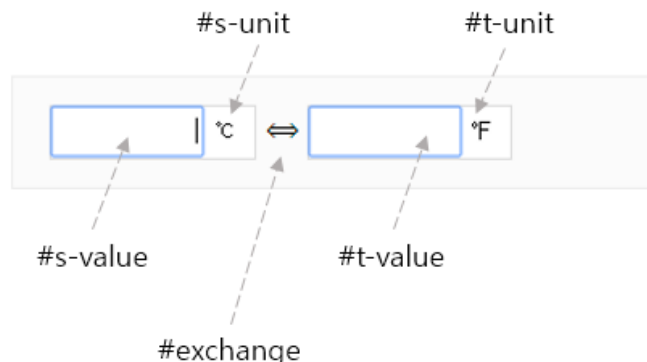 #s-unit #t-unit
℃ ⇔ ℉
#s-value #t-value
#exchange